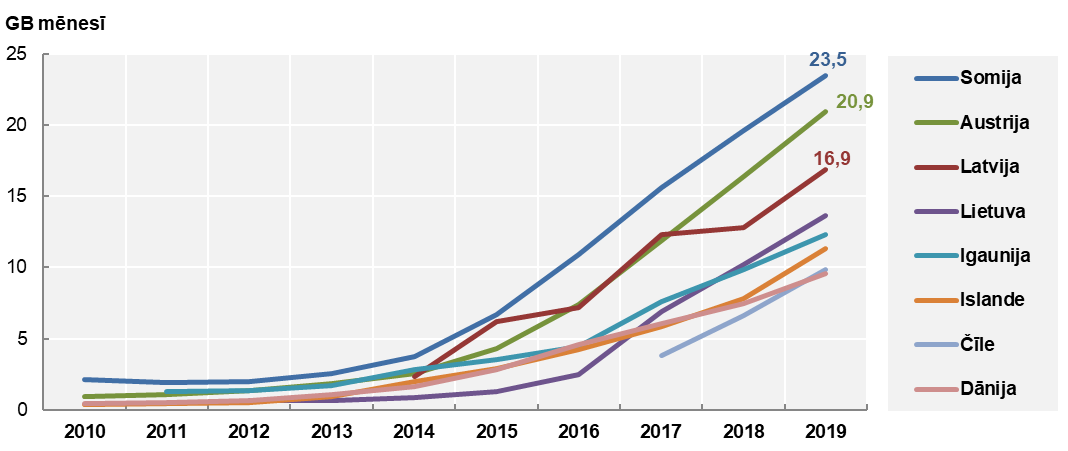 GB mēnesī
25
20
15
10
5
0
23,5
20,9
16,9
2010 2011 2012 2013 2014 2015 2016 2017 2018 2019
Somija
Austrija
Latvija
Lietuva
Igaunija
Islande
Čīle
Dānija